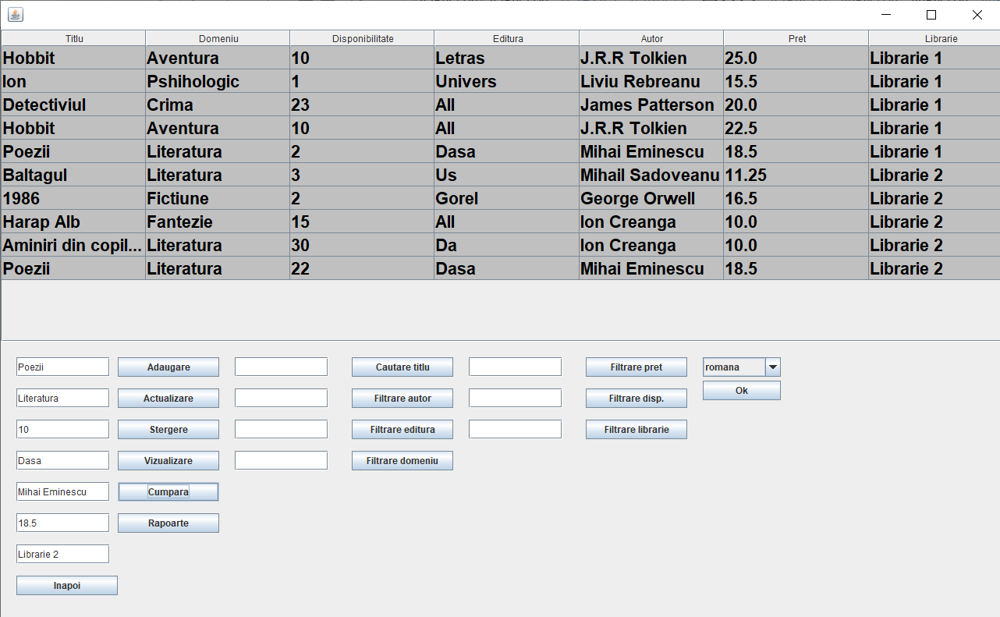 Titlu Domeniu Disponibilitate Editura Autor Pret Librarie
Hobbit Aventura 10 Letras J.R.R Tolkien 25.0 Librarie 1
Ion Pshihologic 1 Univers Liviu Rebreanu 15.5 Librarie 1
Detectiviul Crima 23 All James Patterson 20.0 Librarie 1
Hobbit Aventura 10 All J.R.R Tolkien 22.5 Librarie 1
Poezii Literatura 2 Dasa Mihai Eminescu 18.5 Librarie 1
Baltagul Literatura 3 Us Mihail Sadoveanu 11.25 Librarie 2
1986 Fictiune 2 Gorel George Orwell 16.5 Librarie 2
Harap Alb Fantezie 15 All Ion Creanga 10.0 Librarie 2
Aminiri din copil... Literatura 30 Da Ion Creanga 10.0 Librarie 2
Poezii Literatura 22 Dasa Mihai Eminescu 18.5 Librarie 2
Poezii Adaugare Cautare titlu Filtrare pret romana
Ok
Literatura Actualizare Filtrare autor Filtrare disp.
10 Stergere Filtrare editura Filtrare librarie
Dasa Vizualizare Filtrare domeniu
Mihai Eminescu Cumpara
18.5 Rapoarte
Librarie 2
Inapoi